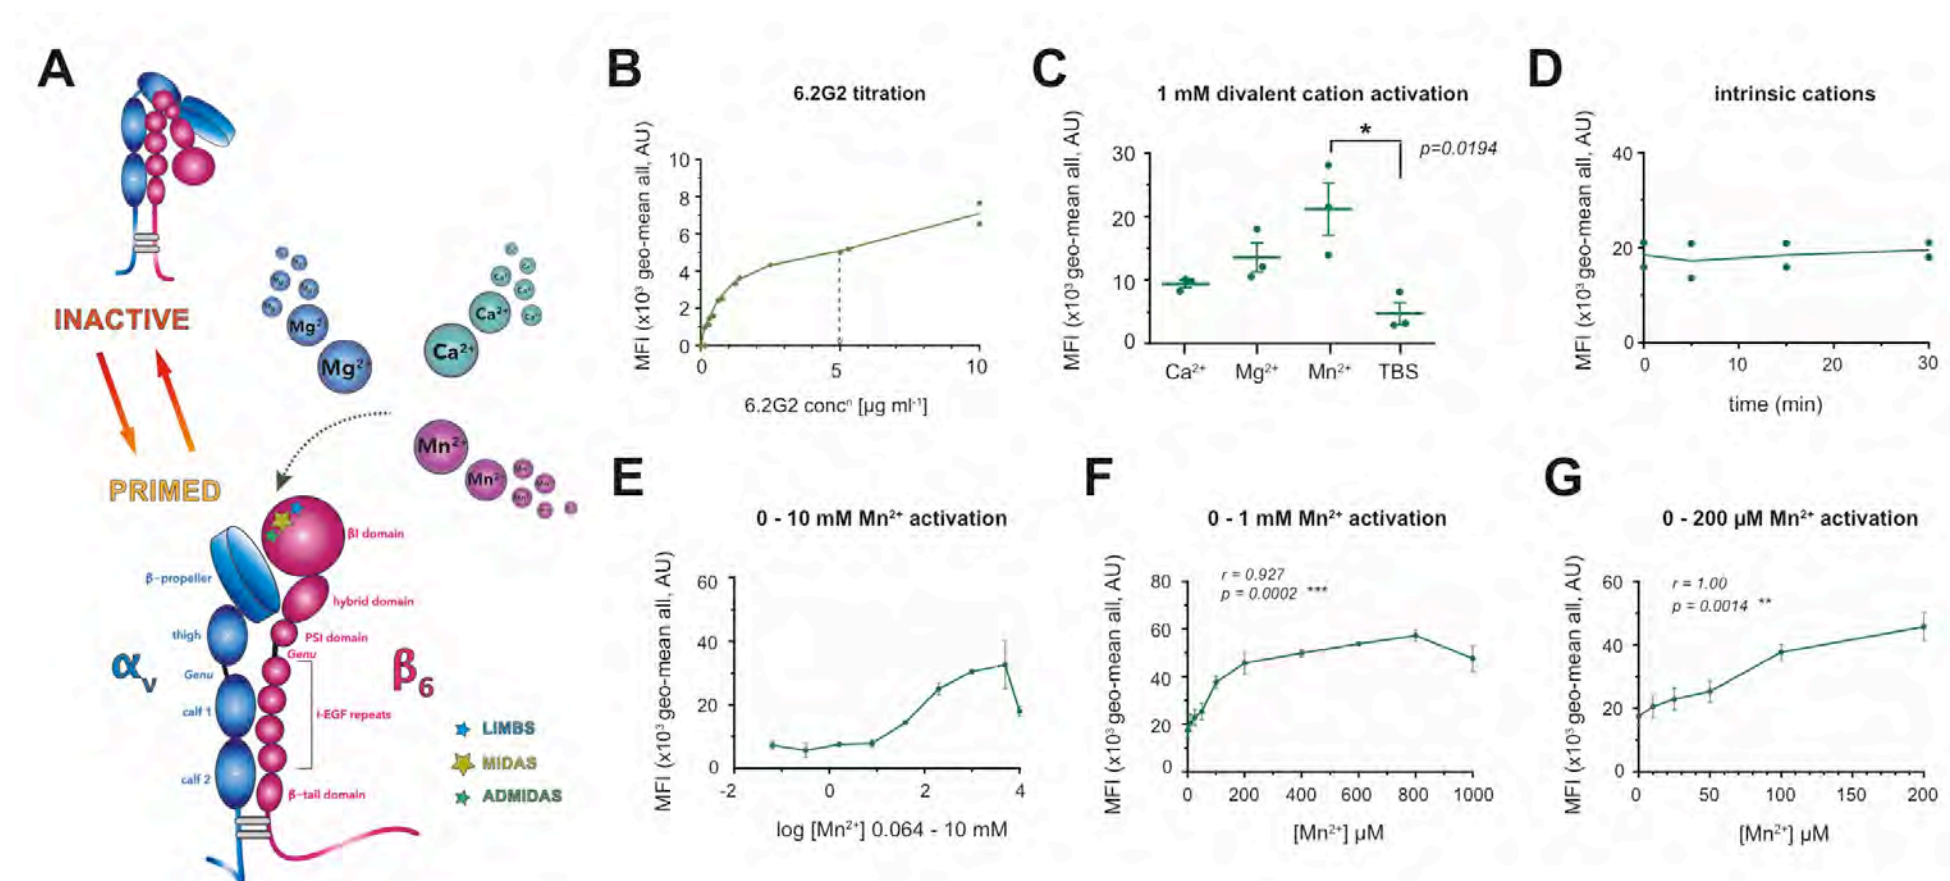 A
INACTIVE
PRIMED
Mg²⁺
Mg²⁺
Ca²⁺
Ca²⁺
Mn²⁺
Mn²⁺
βI domain
β-propeller
hybrid domain
thigh
PSI domain
Genu
Genu
αv
β6
calf 1
I-EGF repeats
calf 2
β-tail domain
LIMBS
MIDAS
ADMIDAS
B
6.2G2 titration
MFI (x10³ geo-mean all, AU)
10
8
6
4
2
0
0
5
10
6.2G2 concⁿ [µg ml⁻¹]
C
1 mM divalent cation activation
MFI (x10³ geo-mean all, AU)
30
20
10
0
*
p=0.0194
Ca²⁺
Mg²⁺
Mn²⁺
TBS
D
intrinsic cations
MFI (x10³ geo-mean all, AU)
40
20
0
0
10
20
30
time (min)
E
0 - 10 mM Mn²⁺ activation
MFI (x10³ geo-mean all, AU)
60
40
20
0
-2
0
2
4
log [Mn²⁺] 0.064 - 10 mM
F
0 - 1 mM Mn²⁺ activation
MFI (x10³ geo-mean all, AU)
r = 0.927
p = 0.0002 ***
80
60
40
20
0
0
200
400
600
800
1000
[Mn²⁺] µM
G
0 - 200 µM Mn²⁺ activation
MFI (x10³ geo-mean all, AU)
r = 1.00
p = 0.0014 **
60
40
20
0
0
50
100
150
200
[Mn²⁺] µM